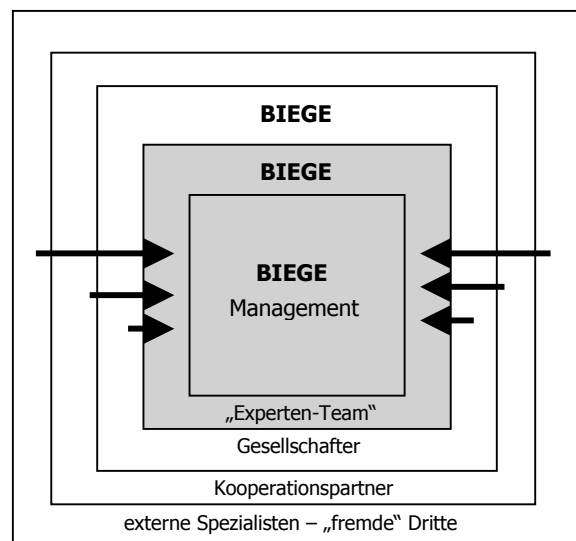 BIEGE
BIEGE
BIEGE
Management
„Experten-Team“
Gesellschafter
Kooperationspartner
externe Spezialisten – „fremde“ Dritte